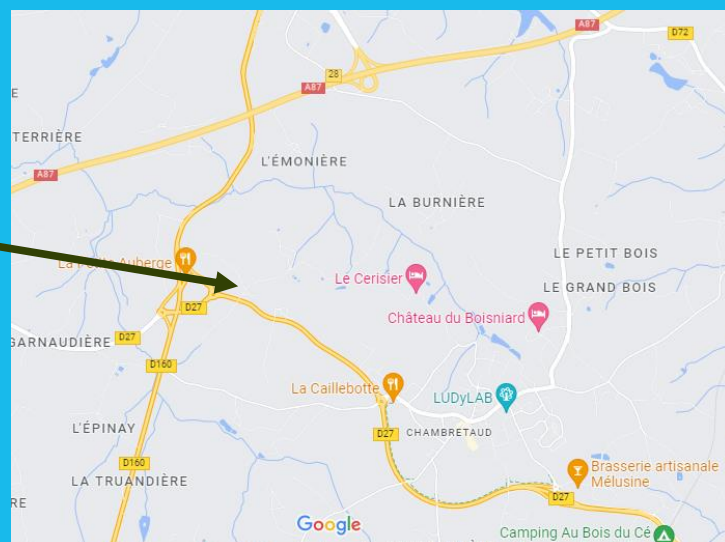 D72
A87
28
A87
E
TERRIÈRE
L'ÉMONIÈRE
A87
LA BURNIÈRE
LE PETIT BOIS
La Petite Auberge
Le Cerisier
LE GRAND BOIS
D27
Château du Boisniard
GARNAUDIÈRE
D27
D160
La Caillebotte
LUDyLAB
L'ÉPINAY
D27
CHAMBRETAUD
D160
Brasserie artisanale
Mélusine
LA TRUANDIÈRE
D27
RE
Google
Camping Au Bois du Cé